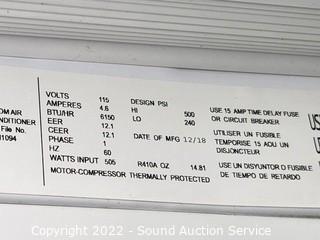 VOLTS 115 DESIGN PSI
AMPERES 4.6 HI 500 USE 15 AMP TIME DELAY FUSE
BTU/HR 6150 LO 240 OR CIRCUIT BREAKER
OM AIR EER 12.1 UTILISER UN FUSIBLE
NDITIONER CEER 12.1 DATE OF MFG 12/18 TEMPORISE 15 AOU UN
File No. PHASE 1 DISJONCTEUR
1094 HZ 60
WATTS INPUT 505 R410A OZ 14.81 USE UN DISYUNTOR O FUSIBLE
MOTOR-COMPRESSOR THERMALLY PROTECTED DE TIEMPO DE RETARDO
Copyright 2022 - Sound Auction Service